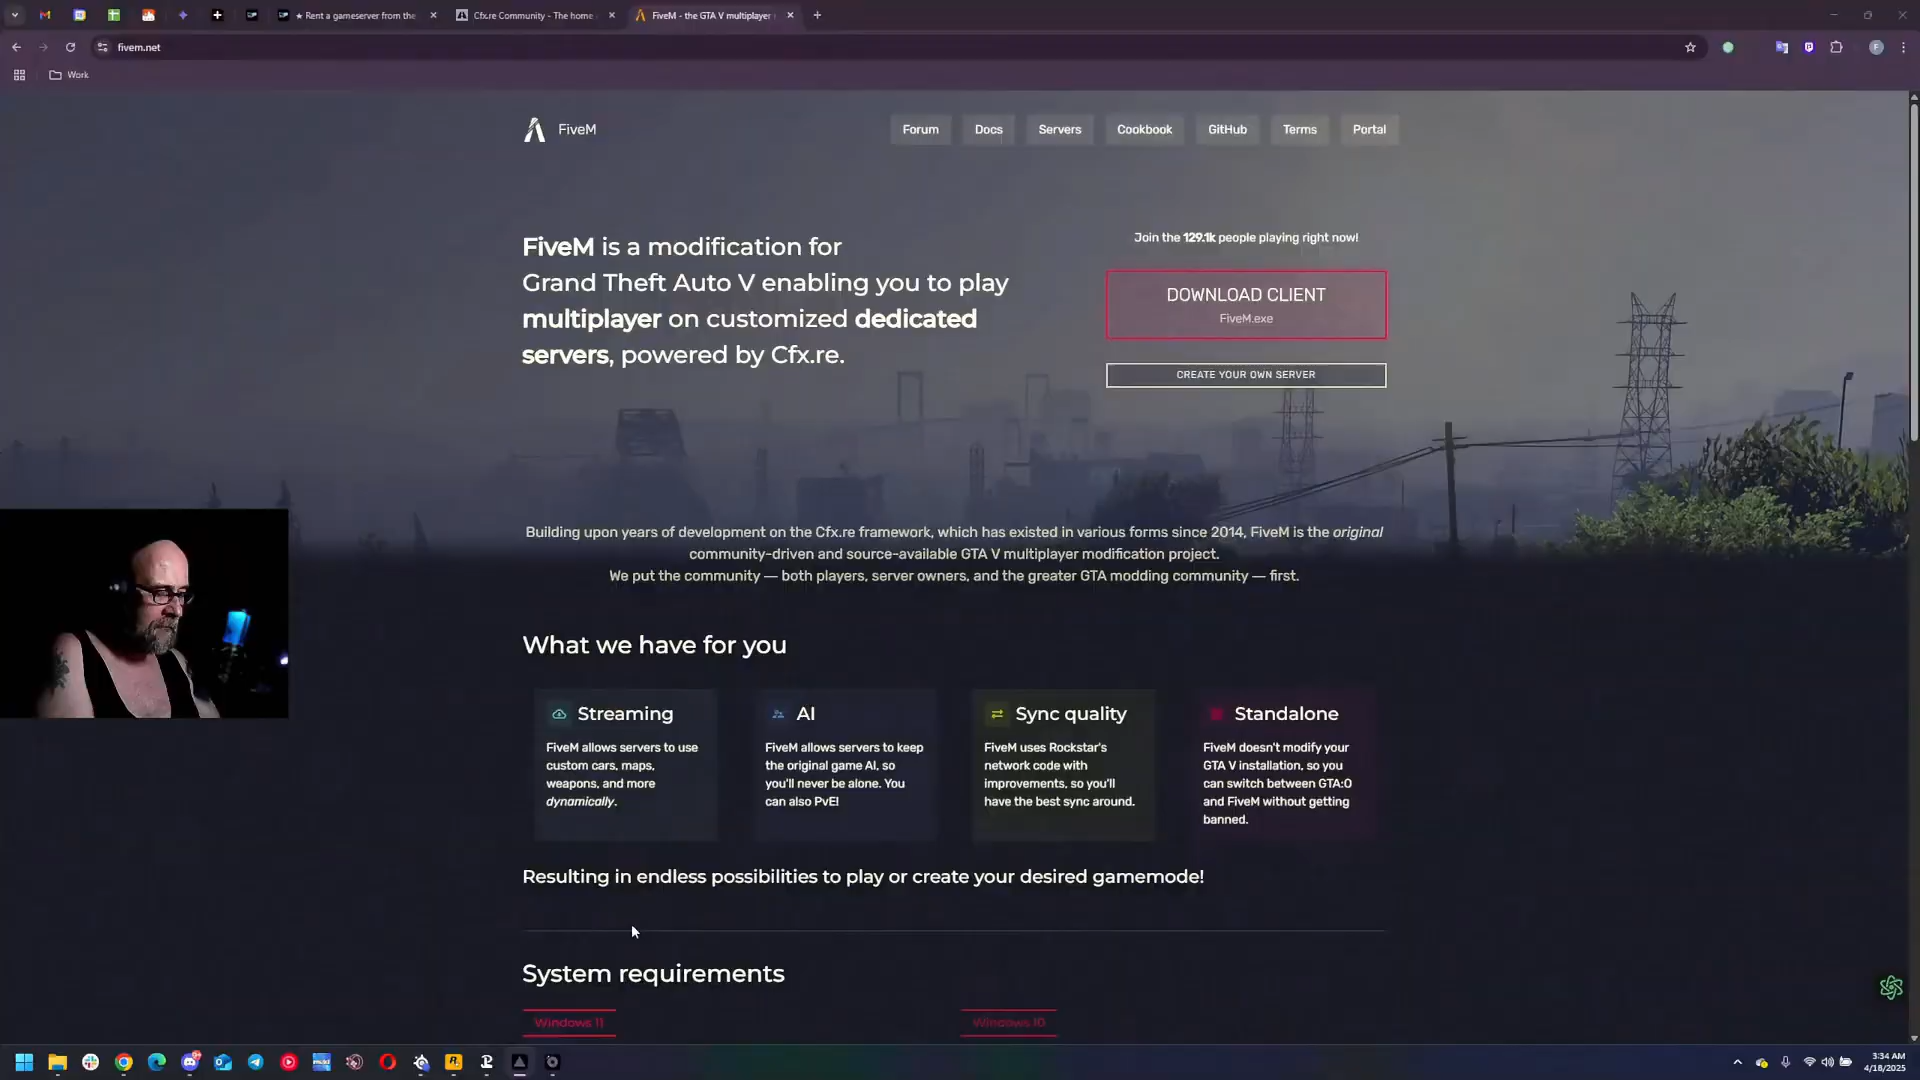 ★ Rent a gameserver from the
Cfx.re Community - The home
FiveM - the GTA V multiplayer
fivem.net
Work
FiveM
Forum
Docs
Servers
Cookbook
GitHub
Terms
Portal
FiveM is a modification for
Grand Theft Auto V enabling you to play
multiplayer on customized dedicated
servers, powered by Cfx.re.
Join the 129.1k people playing right now!
DOWNLOAD CLIENT
FiveM.exe
CREATE YOUR OWN SERVER
Building upon years of development on the Cfx.re framework, which has existed in various forms since 2014, FiveM is the original
community-driven and source-available GTA V multiplayer modification project.
We put the community — both players, server owners, and the greater GTA modding community — first.
What we have for you
Streaming
FiveM allows servers to use
custom cars, maps,
weapons, and more
dynamically.
AI
FiveM allows servers to keep
the original game AI, so
you'll never be alone. You
can also PvE!
Sync quality
FiveM uses Rockstar's
network code with
improvements, so you'll
have the best sync around.
Standalone
FiveM doesn't modify your
GTA V installation, so you
can switch between GTA:O
and FiveM without getting
banned.
Resulting in endless possibilities to play or create your desired gamemode!
System requirements
Windows 11
Windows 10
3:34 AM
4/18/2025